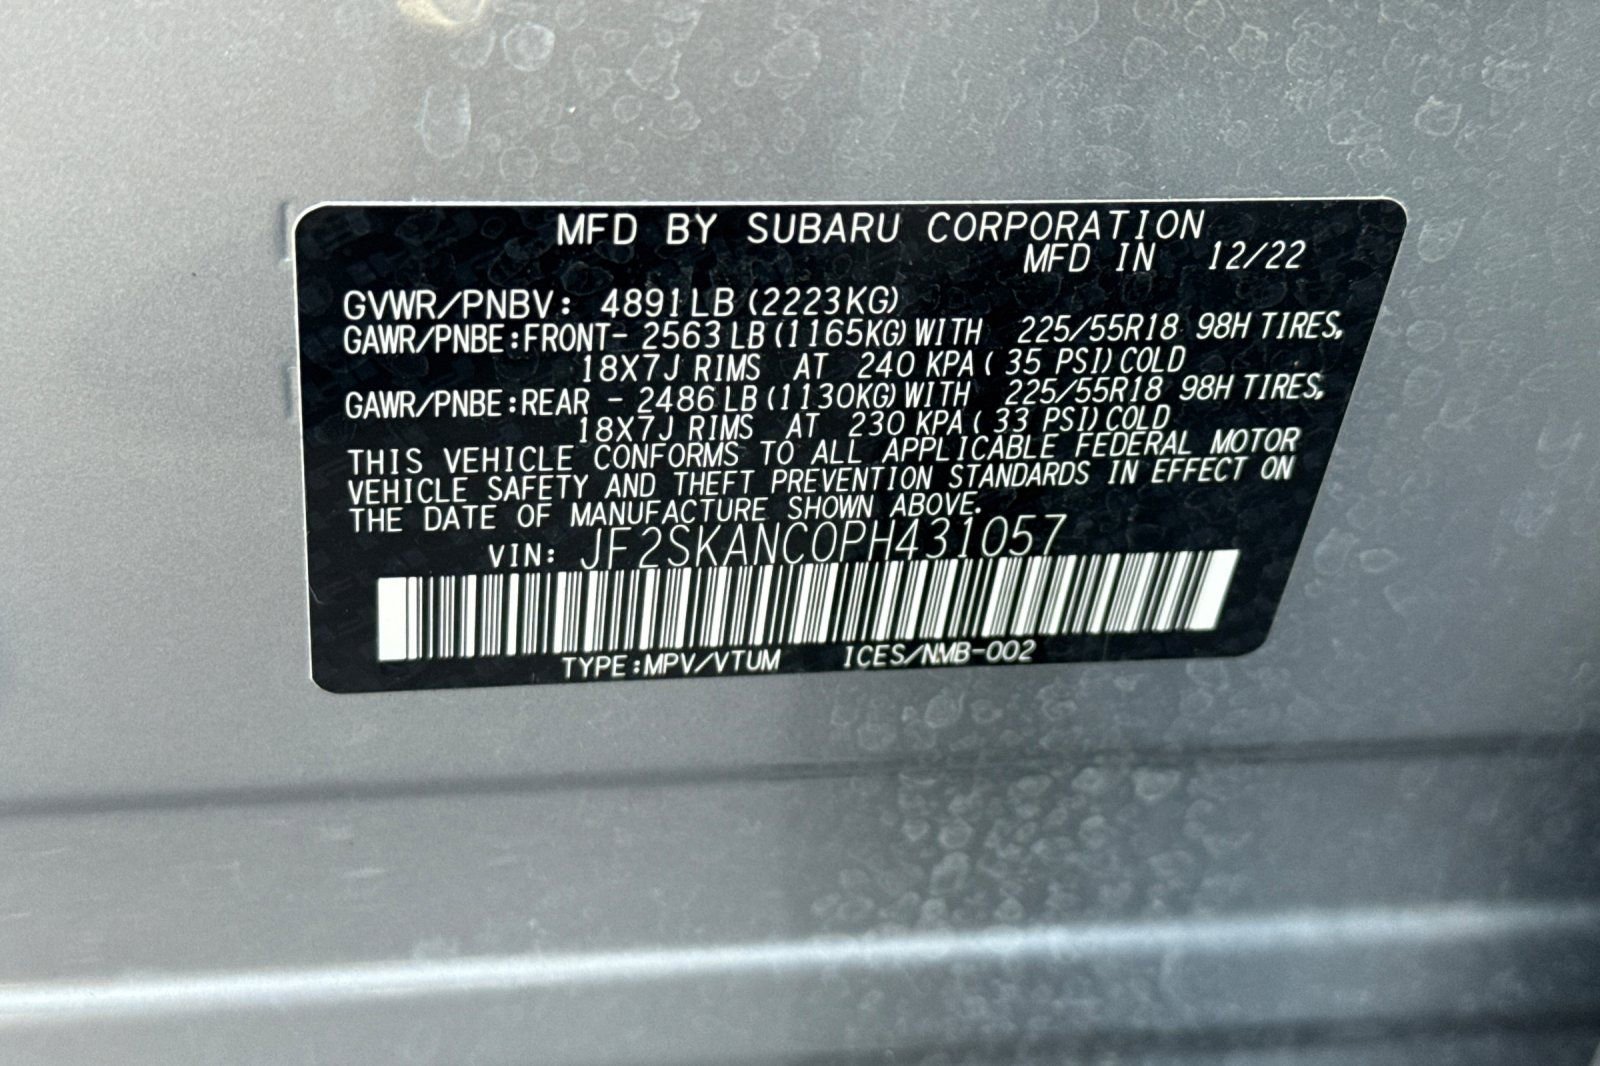 MFD BY SUBARU CORPORATION
MFD IN 12/22
GVWR/PNBV: 4891LB (2223KG)
GAWR/PNBE:FRONT- 2563 LB (1165KG) WITH 225/55R18 98H TIRES,
18X7J RIMS AT 240 KPA ( 35 PSI) COLD
GAWR/PNBE:REAR - 2486 LB (1130KG) WITH 225/55R18 98H TIRES,
18X7J RIMS AT 230 KPA ( 33 PSI) COLD
THIS VEHICLE CONFORMS TO ALL APPLICABLE FEDERAL MOTOR
VEHICLE SAFETY AND THEFT PREVENTION STANDARDS IN EFFECT ON
THE DATE OF MANUFACTURE SHOWN ABOVE.
VIN: JF2SKANC0PH431057
TYPE:MPV/VTUM ICES/NMB-002